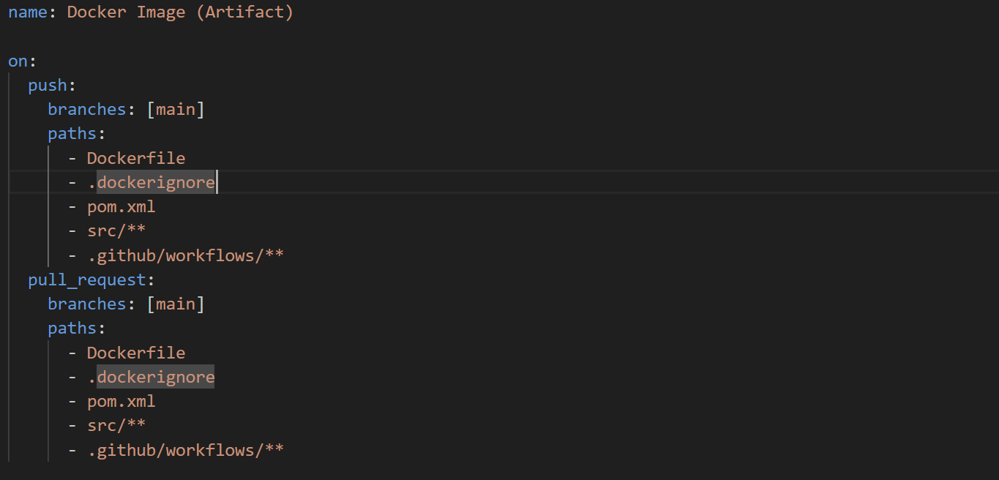 name: Docker Image (Artifact)

on:
  push:
    branches: [main]
    paths:
      - Dockerfile
      - .dockerignore
      - pom.xml
      - src/**
      - .github/workflows/**
  pull_request:
    branches: [main]
    paths:
      - Dockerfile
      - .dockerignore
      - pom.xml
      - src/**
      - .github/workflows/**